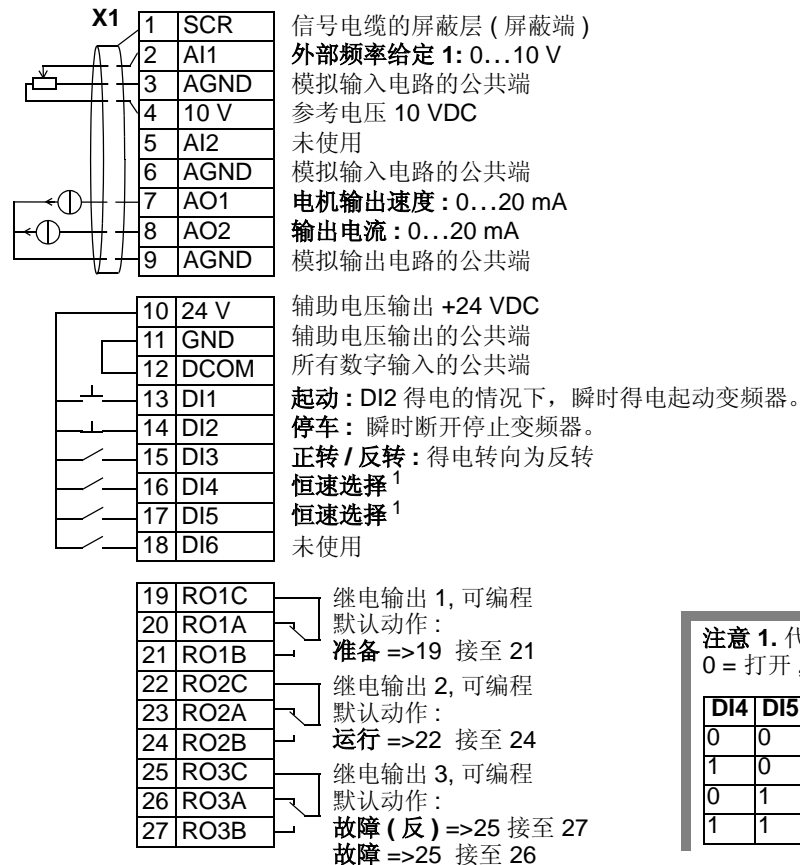 X1
1 SCR 信号电缆的屏蔽层 ( 屏蔽端 )
2 AI1 外部频率给定 1: 0…10 V
3 AGND 模拟输入电路的公共端
4 10 V 参考电压 10 VDC
5 AI2 未使用
6 AGND 模拟输入电路的公共端
7 AO1 电机输出速度 : 0…20 mA
8 AO2 输出电流 : 0…20 mA
9 AGND 模拟输出电路的公共端
10 24 V 辅助电压输出 +24 VDC
11 GND 辅助电压输出的公共端
12 DCOM 所有数字输入的公共端
13 DI1 起动 : DI2 得电的情况下，瞬时得电起动变频器。
14 DI2 停车 : 瞬时断开停止变频器。
15 DI3 正转 / 反转 : 得电转向为反转
16 DI4 恒速选择 1
17 DI5 恒速选择 1
18 DI6 未使用
19 RO1C 继电输出 1, 可编程
20 RO1A 默认动作 :
21 RO1B 准备 =>19 接至 21
22 RO2C 继电输出 2, 可编程
23 RO2A 默认动作 :
24 RO2B 运行 =>22 接至 24
25 RO3C 继电输出 3, 可编程
26 RO3A 默认动作 :
27 RO3B 故障 ( 反 ) =>25 接至 27
故障 =>25 接至 26
注意 1. 代
0 = 打开 ,
DI4 DI5
0 0
1 0
0 1
1 1